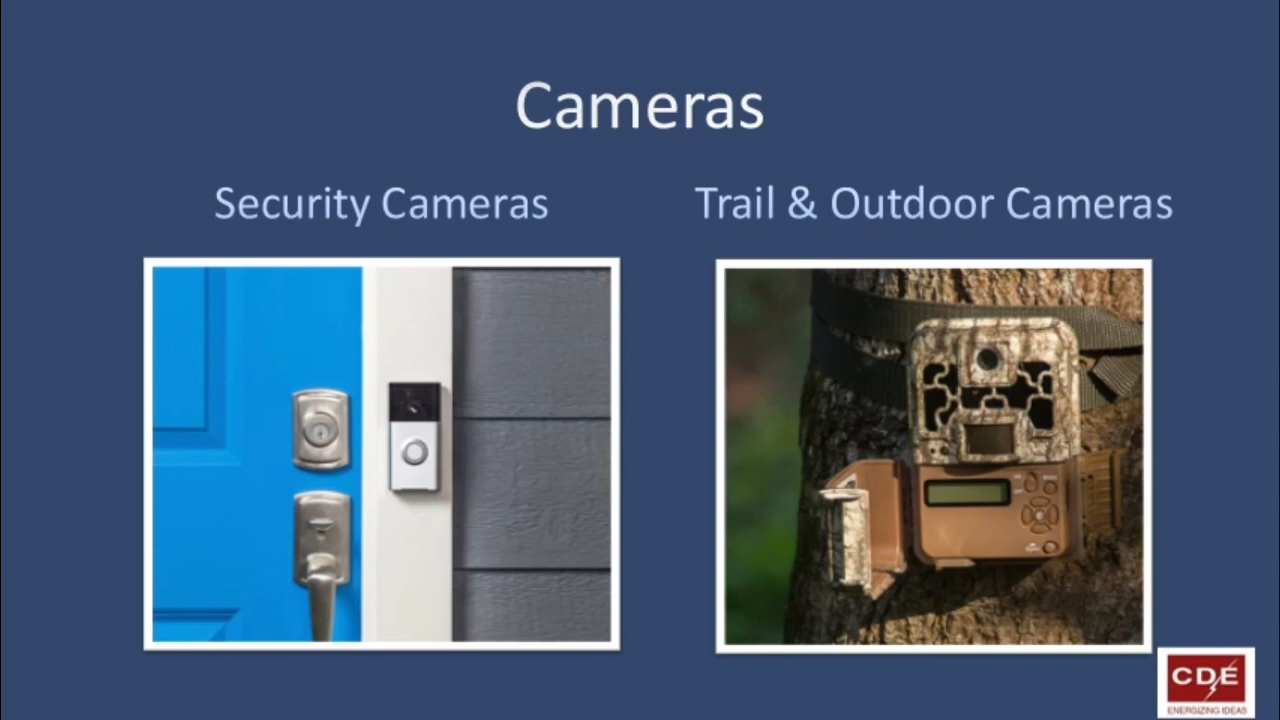 Cameras
Security Cameras
Trail & Outdoor Cameras
CDE
ENERGIZING IDEAS